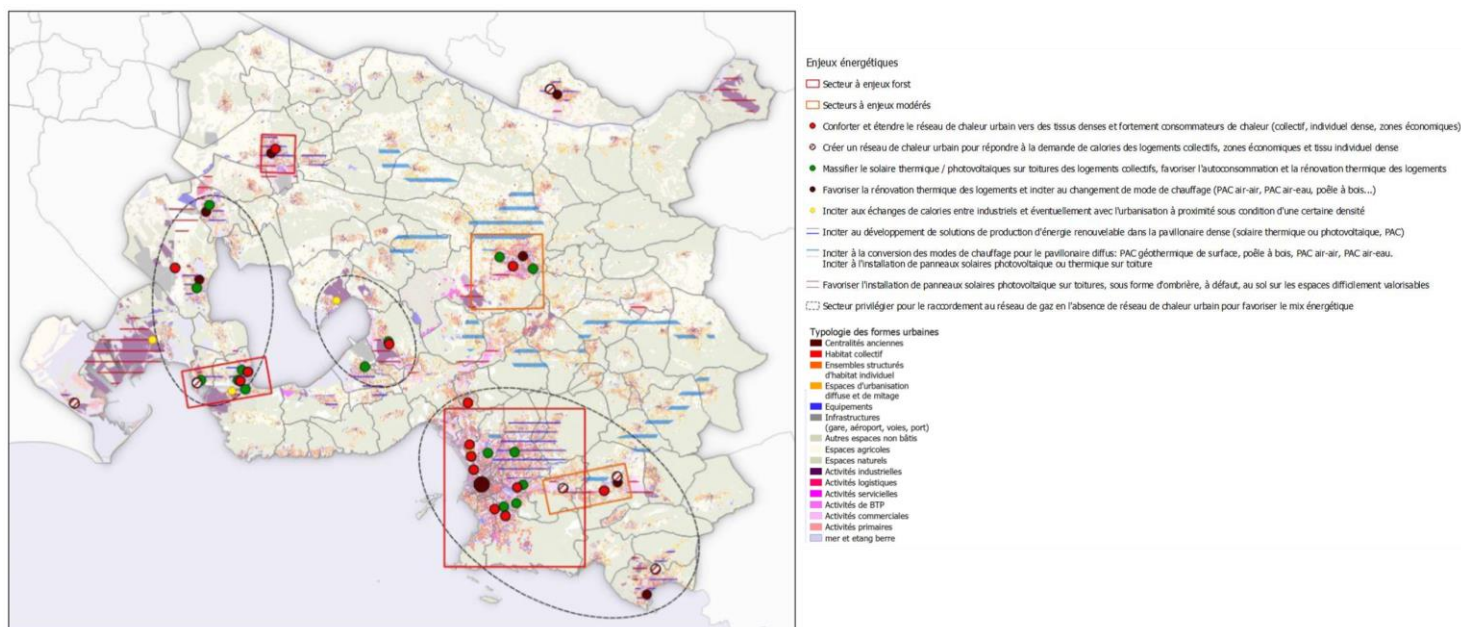 Enjeux énergétiques
Secteur à enjeux forst
Secteurs à enjeux modérés
Conforter et étendre le réseau de chaleur urbain vers des tissus denses et fortement consommateurs de chaleur (collectif, individuel dense, zones économiques)
Créer un réseau de chaleur urbain pour répondre à la demande de calories des logements collectifs, zones économiques et tissu individuel dense
Massifier le solaire thermique / photovoltaïques sur toitures des logements collectifs, favoriser l'autoconsommation et la rénovation thermique des logements
Favoriser la rénovation thermique des logements et inciter au changement de mode de chauffage (PAC air-air, PAC air-eau, poêle à bois...)
Inciter aux échanges de calories entre industriels et éventuellement avec l'urbanisation à proximité sous condition d'une certaine densité
Inciter au développement de solutions de production d'énergie renouvelable dans la pavillonaire dense (solaire thermique ou photovoltaïque, PAC)
Inciter à la conversion des modes de chauffage pour le pavillonaire diffus: PAC géothermique de surface, poêle à bois, PAC air-air, PAC air-eau.
Inciter à l'installation de panneaux solaires photovoltaïque ou thermique sur toiture
Favoriser l'installation de panneaux solaires photovoltaïque sur toitures, sous forme d'ombrière, à défaut, au sol sur les espaces difficilement valorisables
Secteur privilégier pour le raccordement au réseau de gaz en l'absence de réseau de chaleur urbain pour favoriser le mix énergétique
Typologie des formes urbaines
Centralités anciennes
Habitat collectif
Ensembles structurés
d'habitat individuel
Espaces d'urbanisation
diffuse et de mitage
Equipements
Infrastructures
(gare, aéroport, voies, port)
Autres espaces non bâtis
Espaces agricoles
Espaces naturels
Activités industrielles
Activités logistiques
Activités servicielles
Activités de BTP
Activités commerciales
Activités primaires
mer et etang berre